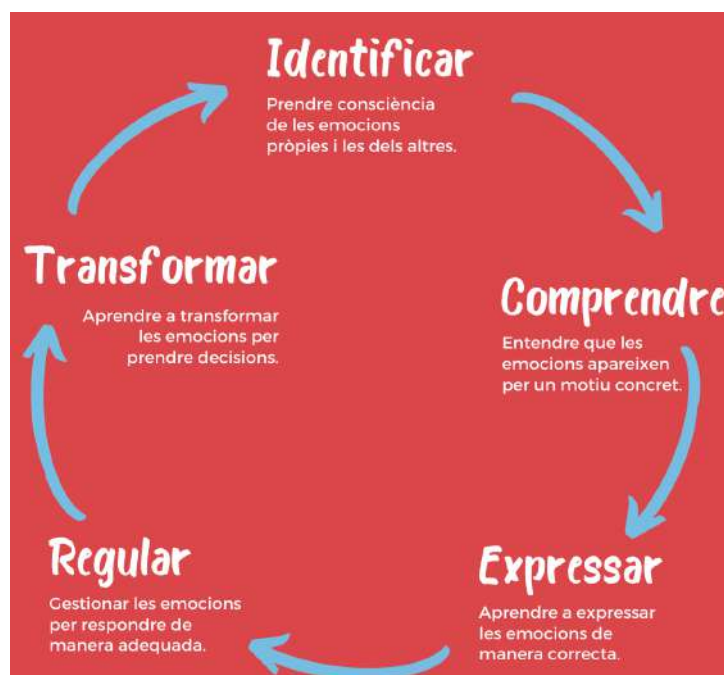 Identificar
Prendre consciència
de les emocions
pròpies i les dels altres.
Comprendre
Entendre que les
emocions apareixen
per un motiu concret.
Expressar
Aprendre a expressar
les emocions de
manera correcta.
Regular
Gestionar les emocions
per respondre de
manera adequada.
Transformar
Aprendre a transformar
les emocions per
prendre decisions.